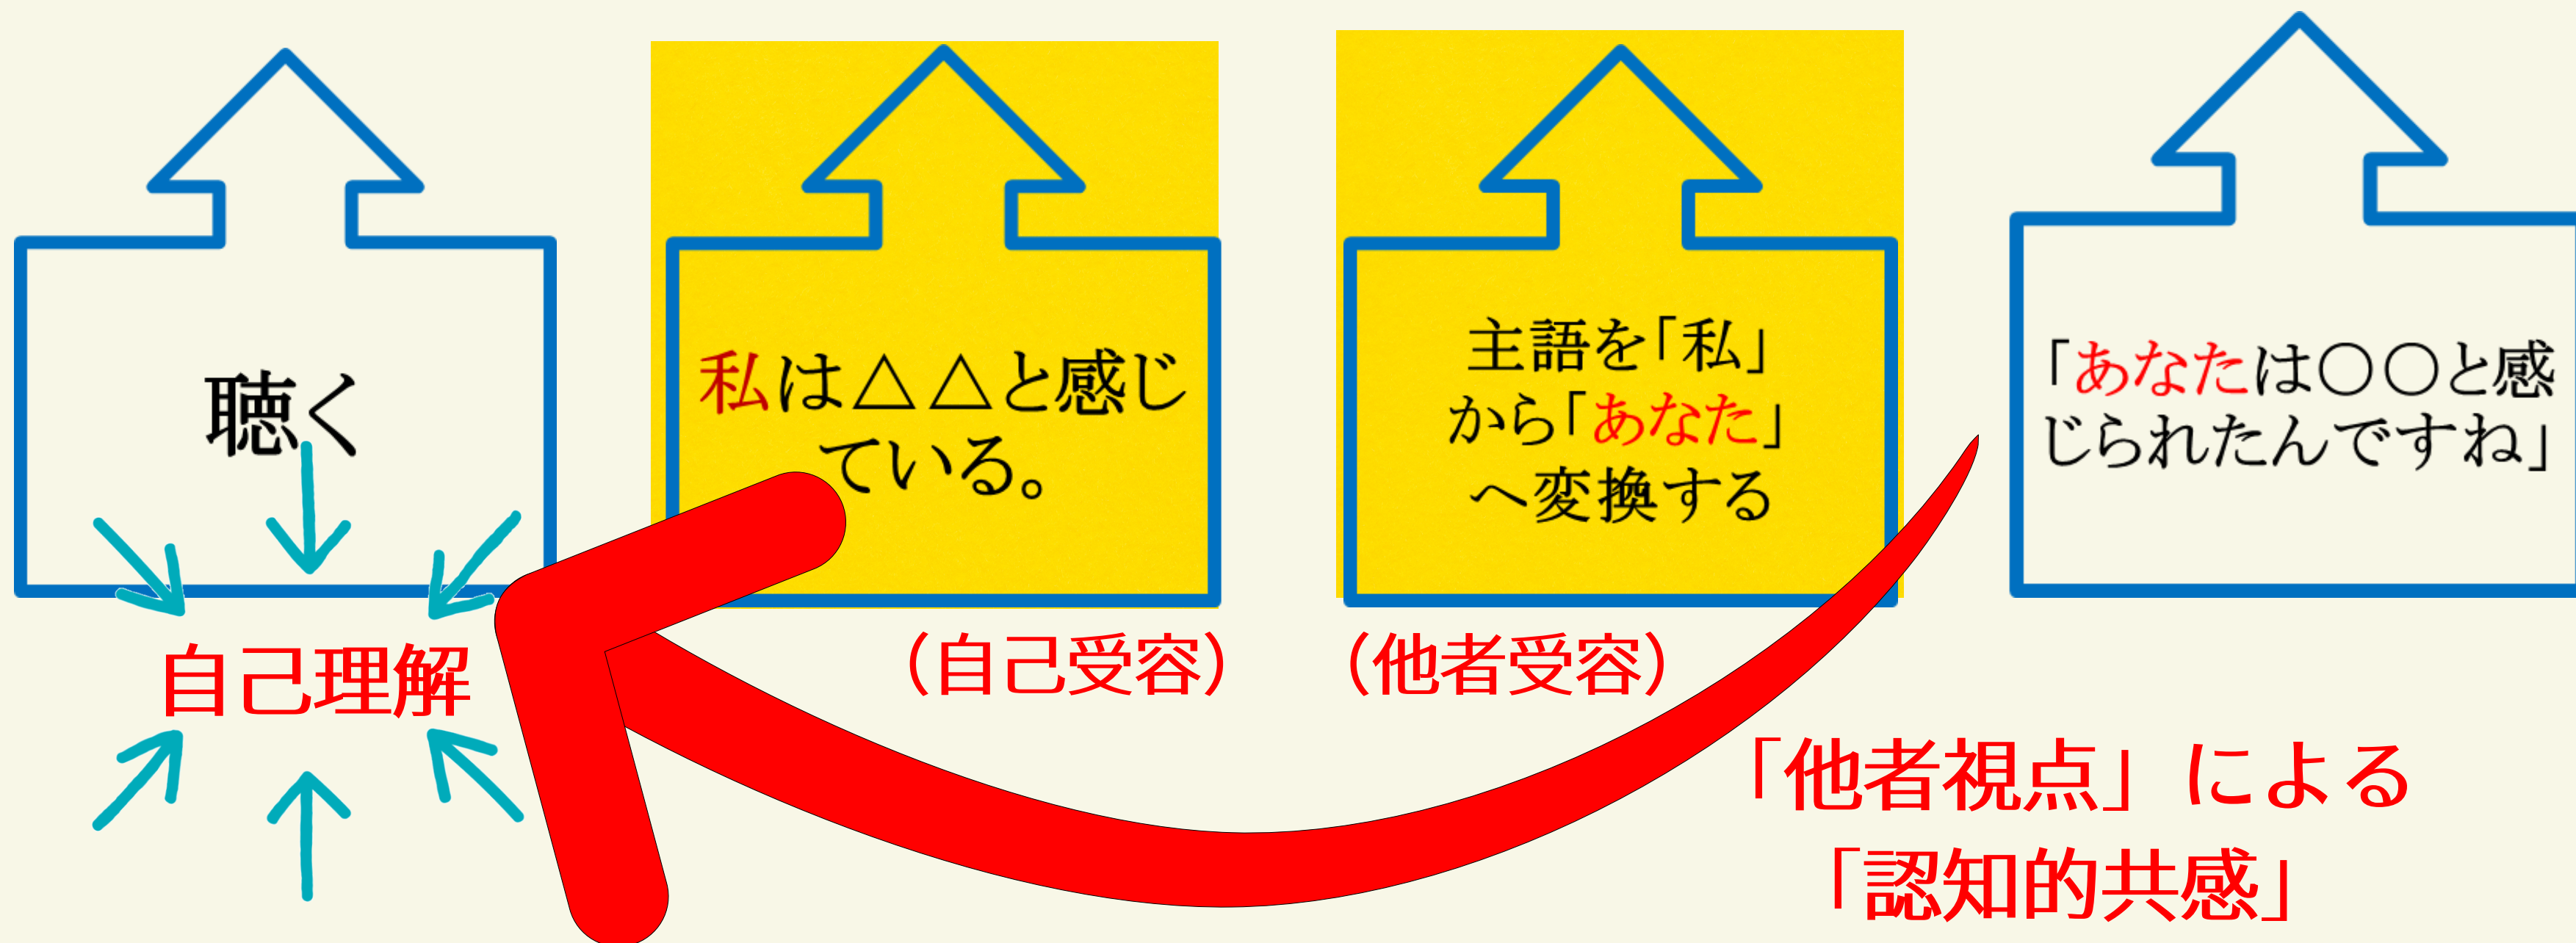 聴く
自己理解
私は△△と感じ
ている。
（自己受容）
主語を「私」
から「あなた」
へ変換する
（他者受容）
「あなたは〇〇と感
じられたんですね」
「他者視点」による
「認知的共感」